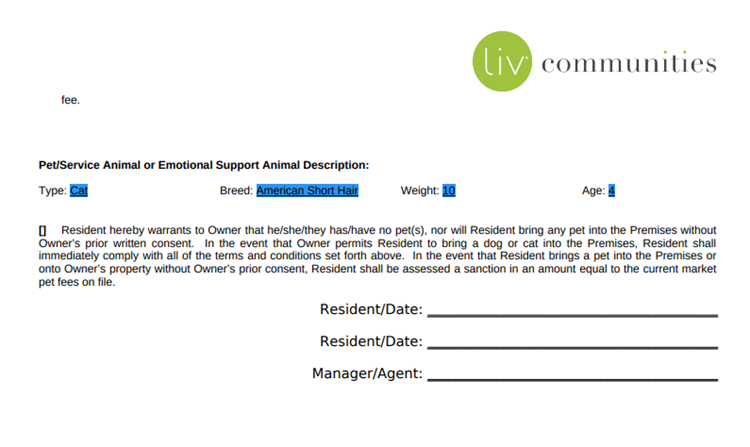 liv communities
fee.
Pet/Service Animal or Emotional Support Animal Description:
Type: Cat Breed: American Short Hair Weight: 10 Age: 4
[] Resident hereby warrants to Owner that he/she/they has/have no pet(s), nor will Resident bring any pet into the Premises without
Owner's prior written consent. In the event that Owner permits Resident to bring a dog or cat into the Premises, Resident shall
immediately comply with all of the terms and conditions set forth above. In the event that Resident brings a pet into the Premises or
onto Owner's property without Owner's prior consent, Resident shall be assessed a sanction in an amount equal to the current market
pet fees on file.
Resident/Date:
Resident/Date:
Manager/Agent: